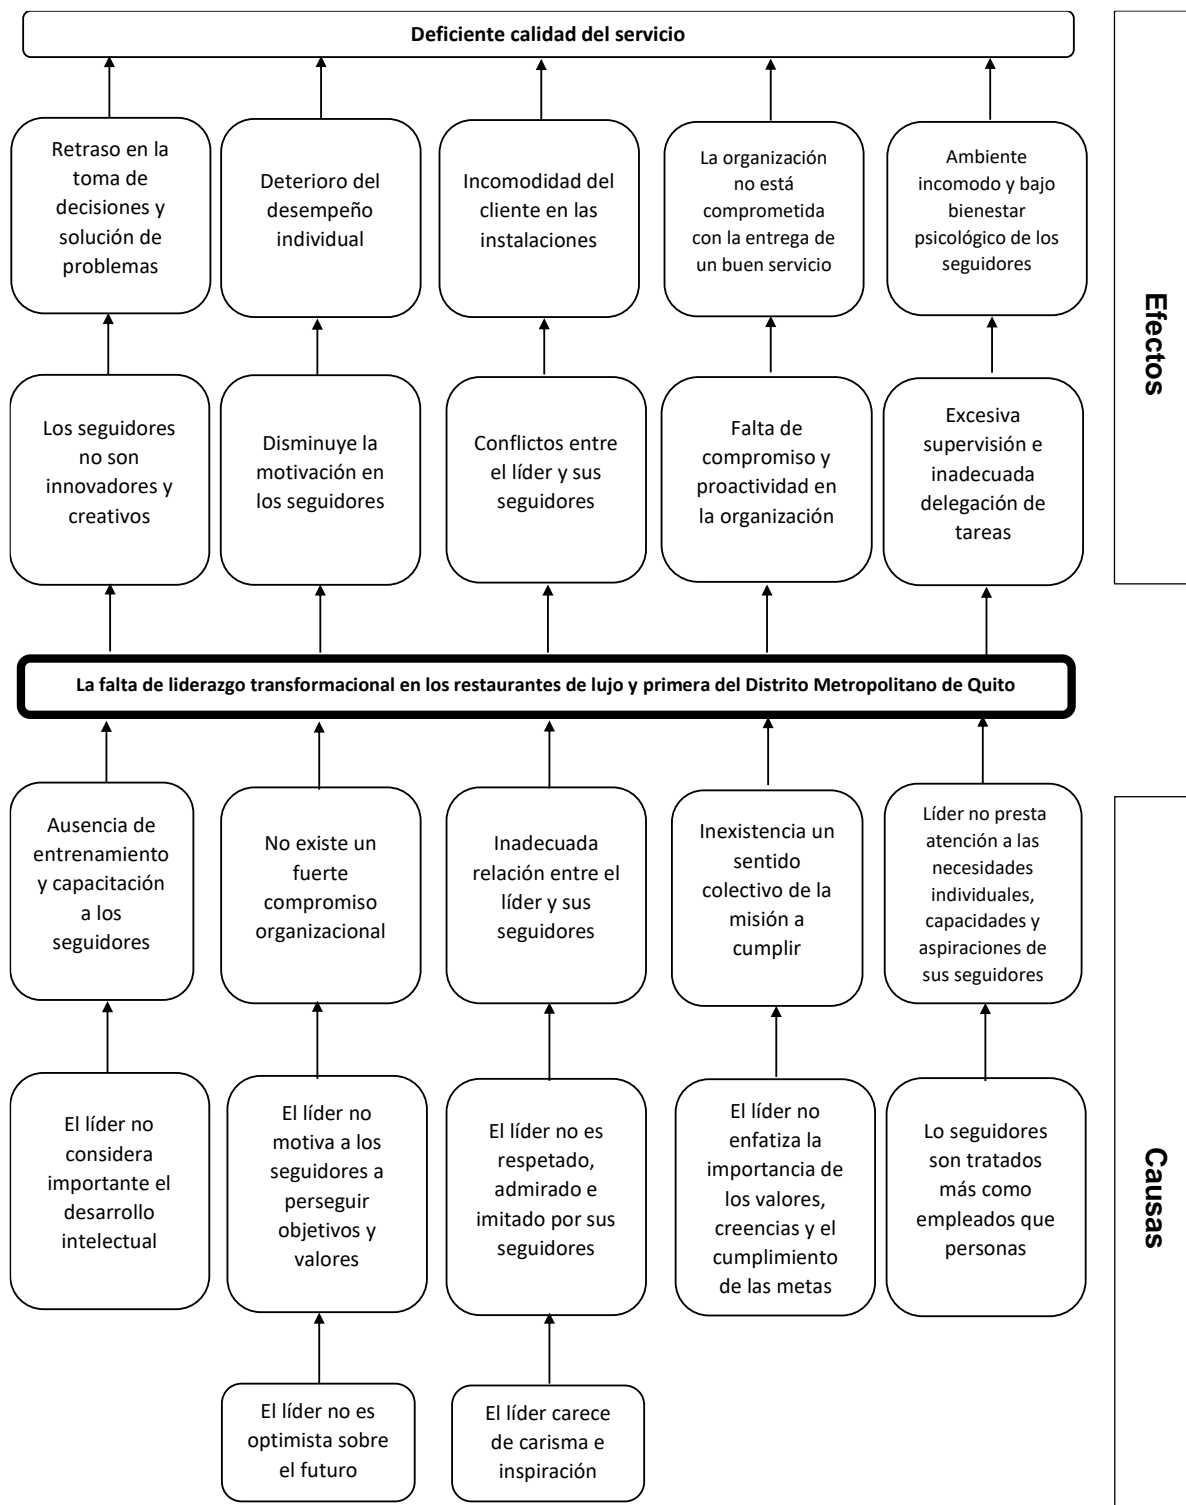 Deficiente calidad del servicio
Retraso en la
toma de
decisiones y
solución de
problemas
Deterioro del
desempeño
individual
Incomodidad del
cliente en las
instalaciones
La organización
no está
comprometida
con la entrega de
un buen servicio
Ambiente
incomodo y bajo
bienestar
psicológico de los
seguidores
Efectos
Los seguidores
no son
innovadores y
creativos
Disminuye la
motivación en
los seguidores
Conflictos entre
el líder y sus
seguidores
Falta de
compromiso y
proactividad en
la organización
Excesiva
supervisión e
inadecuada
delegación de
tareas
La falta de liderazgo transformacional en los restaurantes de lujo y primera del Distrito Metropolitano de Quito
Ausencia de
entrenamiento
y capacitación
a los
seguidores
No existe un
fuerte
compromiso
organizacional
Inadecuada
relación entre el
líder y sus
seguidores
Inexistencia un
sentido
colectivo de la
misión a
cumplir
Líder no presta
atención a las
necesidades
individuales,
capacidades y
aspiraciones de
sus seguidores
Causas
El líder no
considera
importante el
desarrollo
intelectual
El líder no
motiva a los
seguidores a
perseguir
objetivos y
valores
El líder no es
respetado,
admirado e
imitado por sus
seguidores
El líder no
enfatiza la
importancia de
los valores,
creencias y el
cumplimiento
de las metas
Lo seguidores
son tratados
más como
empleados que
personas
El líder no es
optimista sobre
el futuro
El líder carece
de carisma e
inspiración